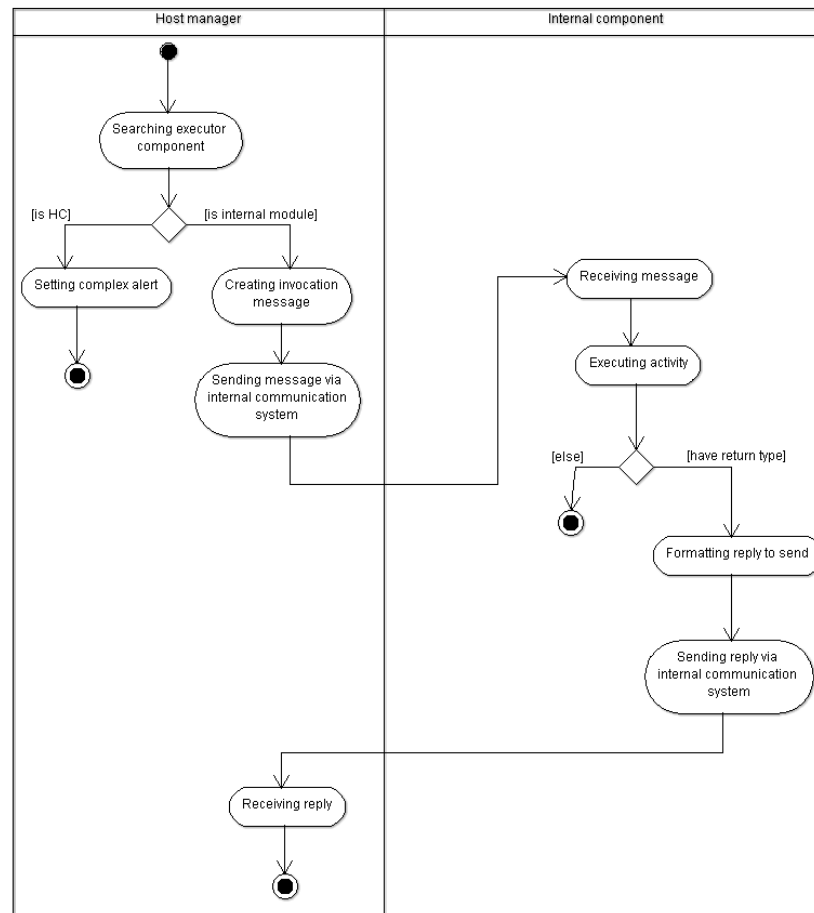 Host manager
Internal component
Searching executor
component
[is HC]
[is internal module]
Setting complex alert
Creating invocation
message
Receiving message
Sending message via
internal communication
system
Executing activity
[else]
[have return type]
Formatting reply to send
Sending reply via
internal communication
system
Receiving reply